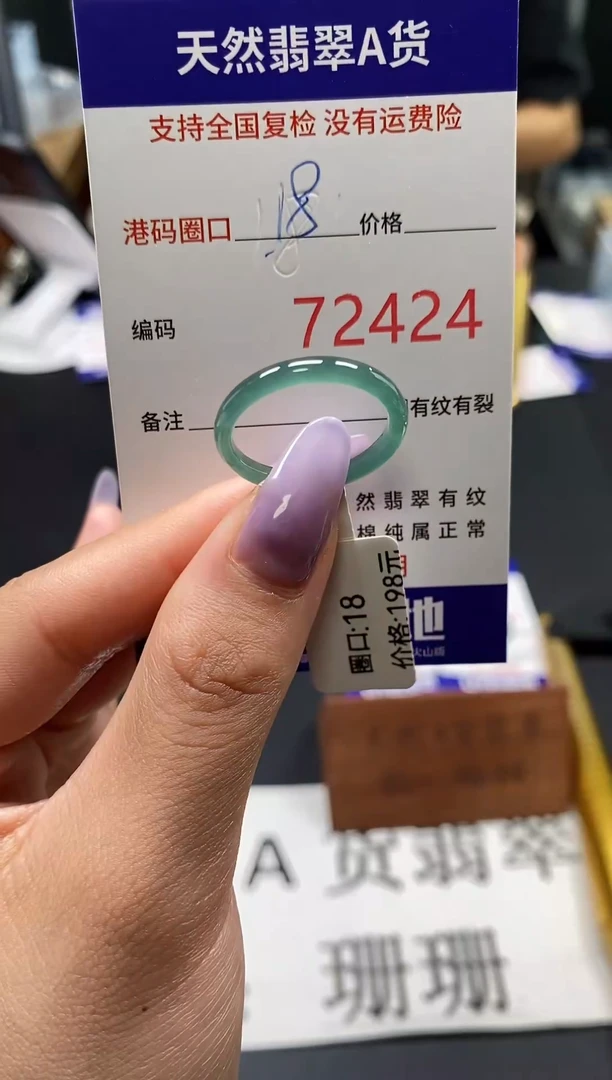 天然翡翠A货
支持全国复检 没有运费险
港码圈口 18 价格
编码 72424
备注 有纹有裂
然翡翠有纹
棉纯属正常
地
圈口:18
价格:198元
A货翡翠
珊珊